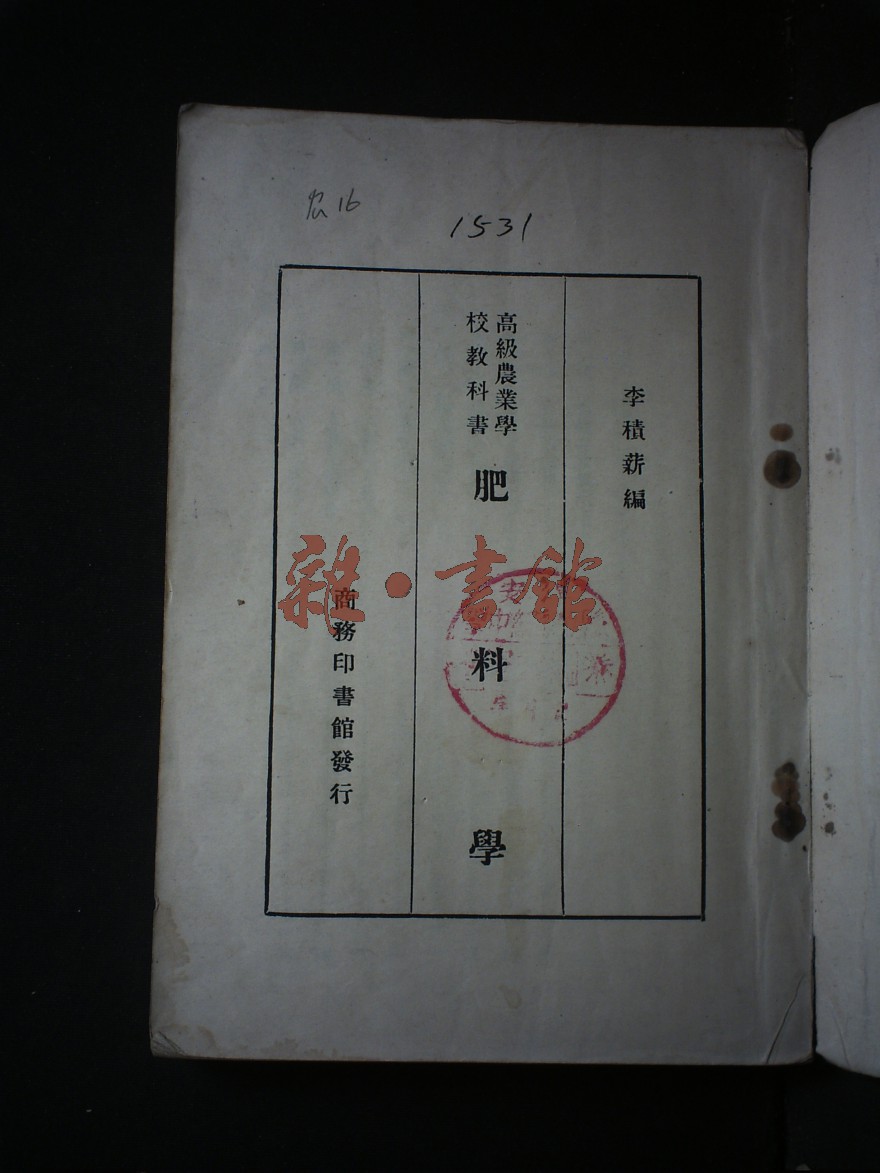 农16
1531
李積薪編
高級農業學
校教科書
肥料學
商務印書館發行
雜·書館